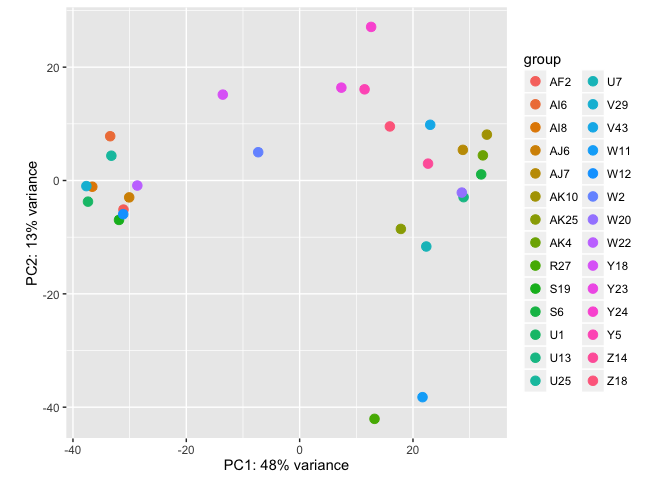 group
AF2
AI6
AI8
AJ6
AJ7
AK10
AK25
AK4
R27
S19
S6
U1
U13
U25
U7
V29
V43
W11
W12
W2
W20
W22
Y18
Y23
Y24
Y5
Z14
Z18
PC2: 13% variance
20
0
-20
-40
-40
-20
0
20
PC1: 48% variance